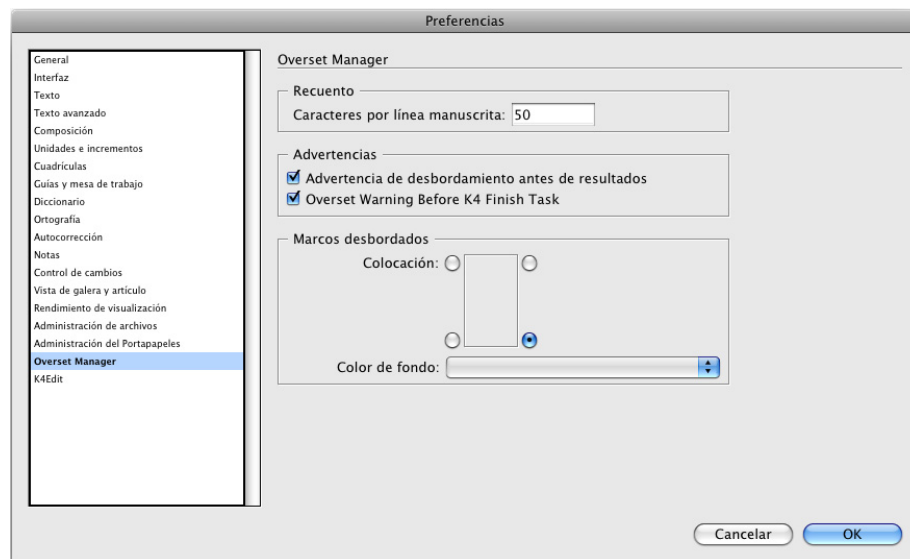 Preferencias
General
Interfaz
Texto
Texto avanzado
Composición
Unidades e incrementos
Cuadrículas
Guías y mesa de trabajo
Diccionario
Ortografía
Autocorrección
Notas
Control de cambios
Vista de galera y artículo
Rendimiento de visualización
Administración de archivos
Administración del Portapapeles
Overset Manager
K4Edit
Overset Manager
Recuento
Caracteres por línea manuscrita: 50
Advertencias
Advertencia de desbordamiento antes de resultados
Overset Warning Before K4 Finish Task
Marcos desbordados
Colocación:
Color de fondo:
Cancelar
OK